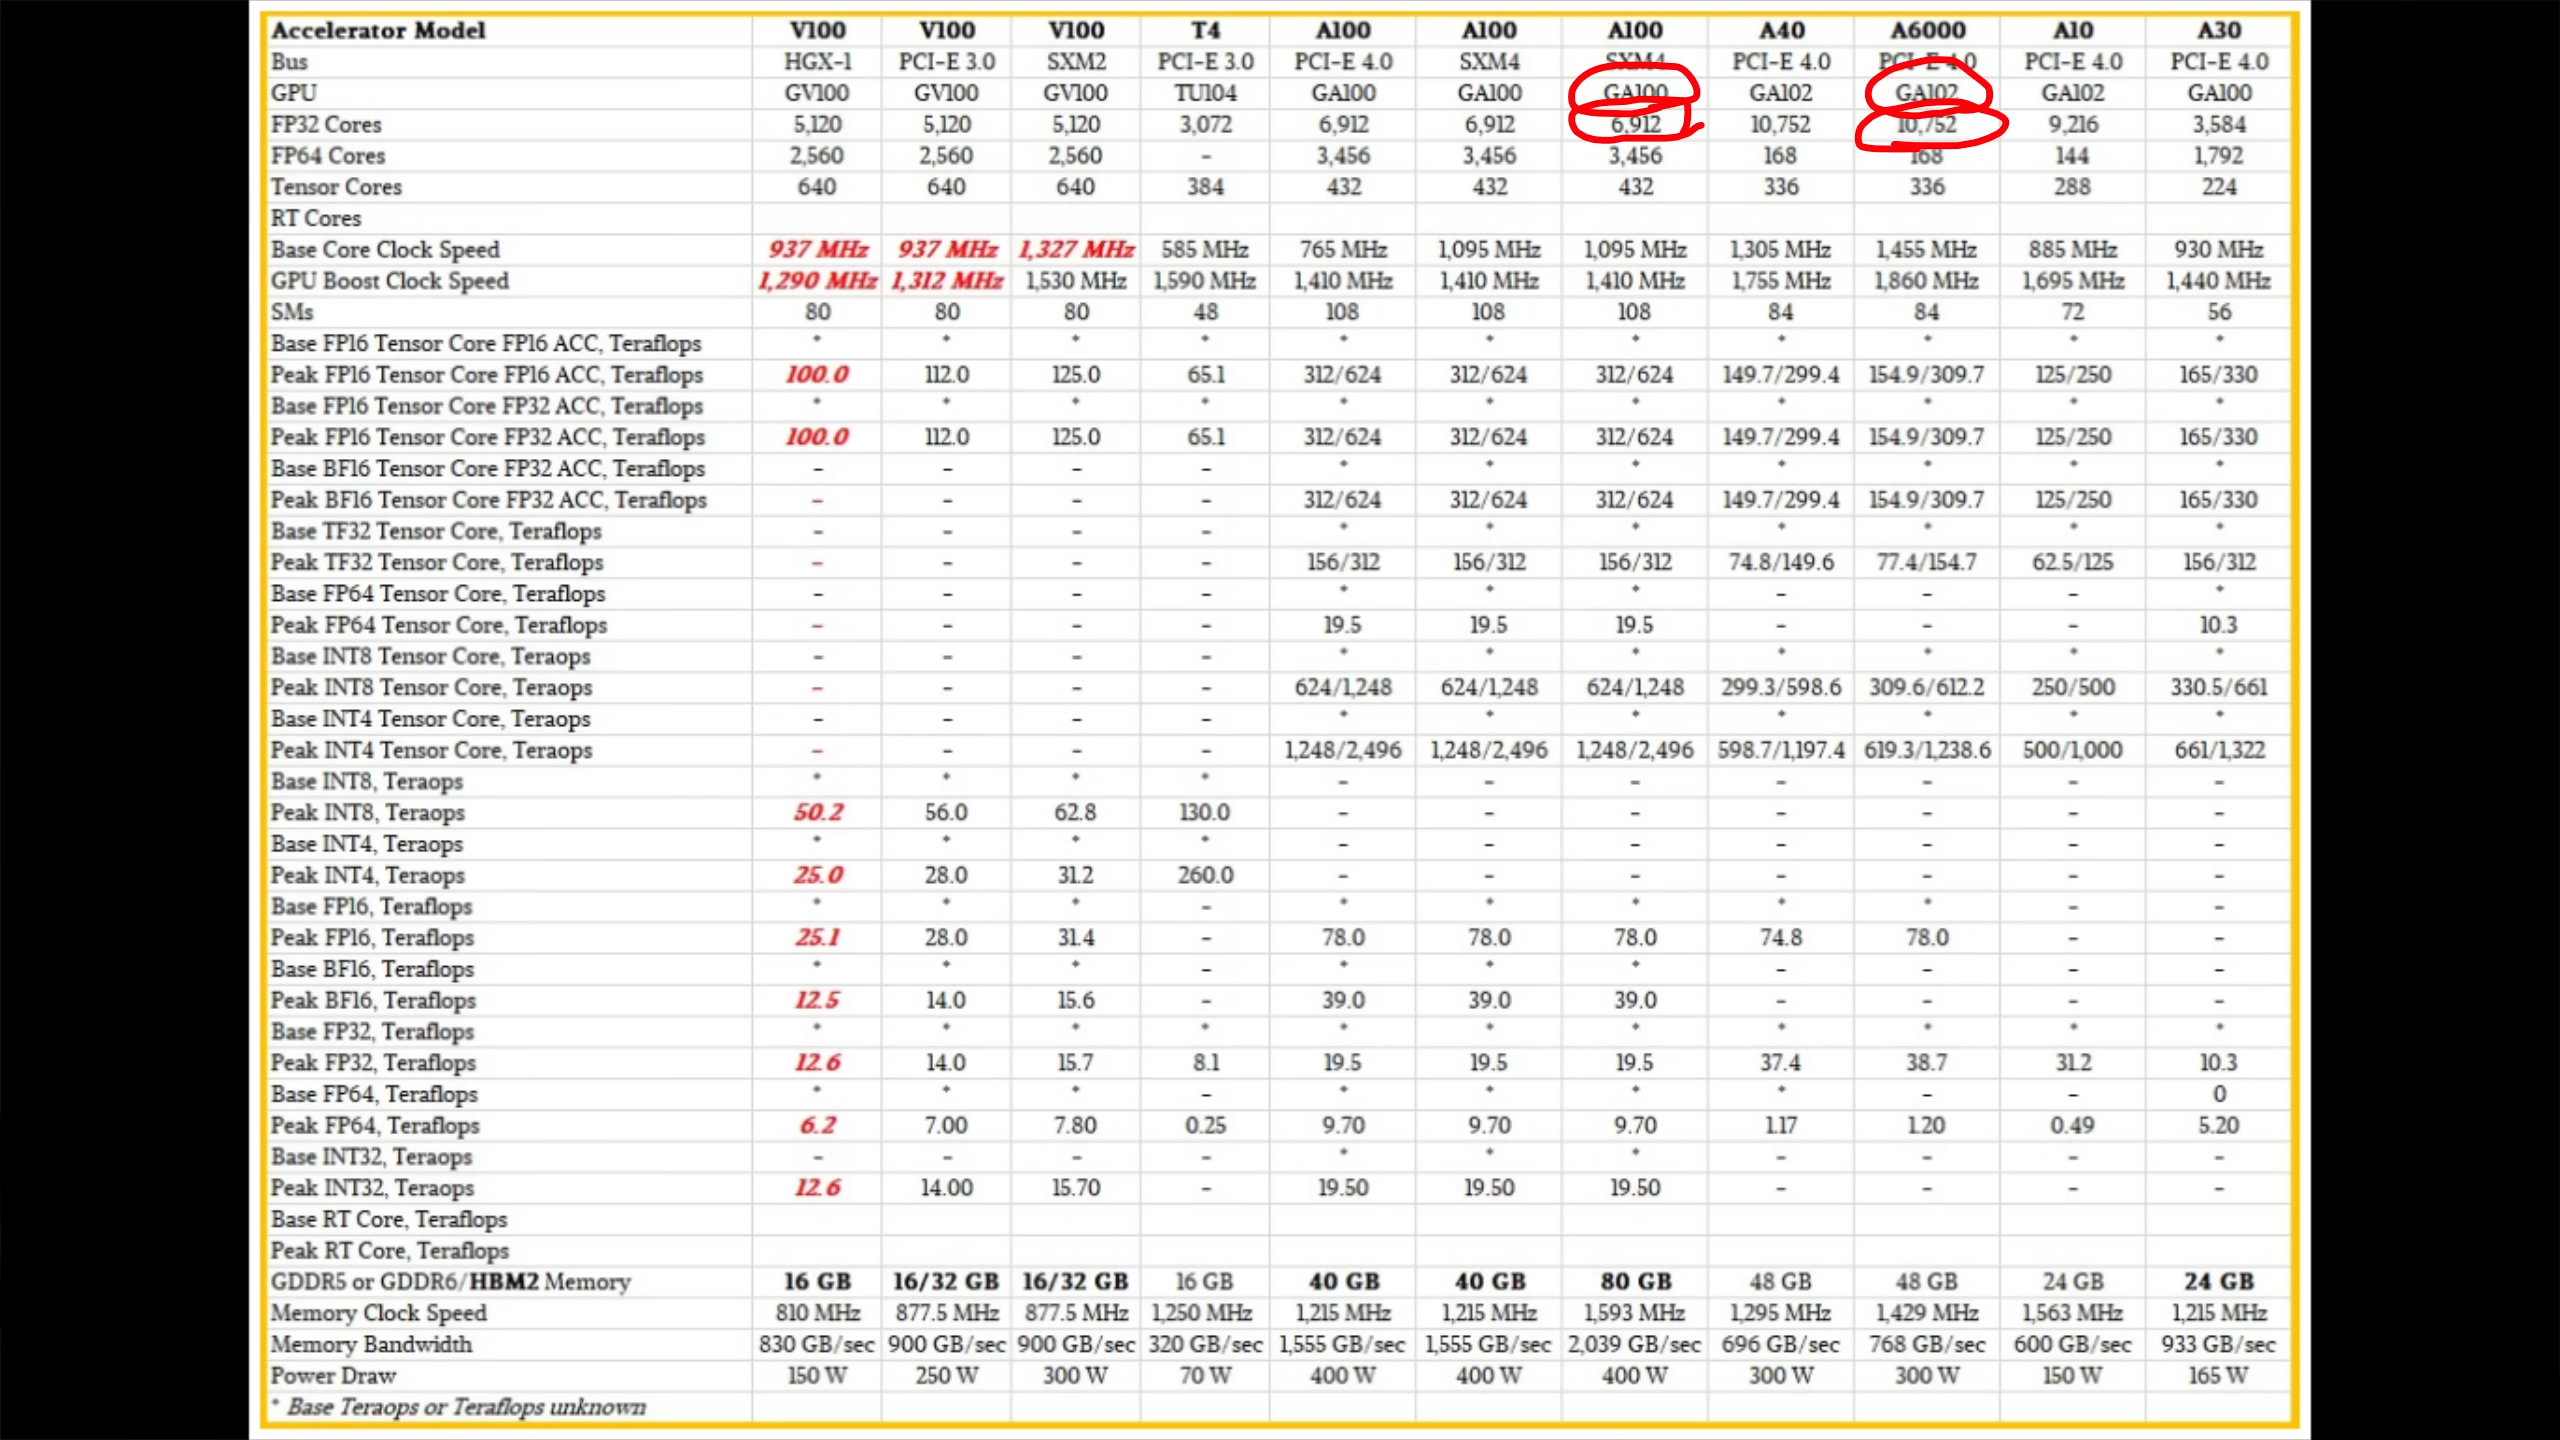 Accelerator Model V100 V100 V100 T4 A100 A100 A100 A40 A6000 A10 A30
Bus HGX-1 PCI-E 3.0 SXM2 PCI-E 3.0 PCI-E 4.0 SXM4 SXM4 PCI-E 4.0 PCI-E 4.0 PCI-E 4.0 PCI-E 4.0
GPU GV100 GV100 GV100 TU104 GA100 GA100 GA100 GA102 GA102 GA102 GA100
FP32 Cores 5,120 5,120 5,120 3,072 6,912 6,912 6,912 10,752 10,752 9,216 3,584
FP64 Cores 2,560 2,560 2,560 - 3,456 3,456 3,456 168 168 144 1,792
Tensor Cores 640 640 640 384 432 432 432 336 336 288 224
RT Cores
Base Core Clock Speed 937 MHz 937 MHz 1,327 MHz 585 MHz 765 MHz 1,095 MHz 1,095 MHz 1,305 MHz 1,455 MHz 885 MHz 930 MHz
GPU Boost Clock Speed 1,290 MHz 1,312 MHz 1,530 MHz 1,590 MHz 1,410 MHz 1,410 MHz 1,410 MHz 1,755 MHz 1,860 MHz 1,695 MHz 1,440 MHz
SMs 80 80 80 48 108 108 108 84 84 72 56
Base FP16 Tensor Core FP16 ACC, Teraflops * * * * * * * * * * *
Peak FP16 Tensor Core FP16 ACC, Teraflops 100.0 112.0 125.0 65.1 312/624 312/624 312/624 149.7/299.4 154.9/309.7 125/250 165/330
Base FP16 Tensor Core FP32 ACC, Teraflops * * * * * * * * * * *
Peak FP16 Tensor Core FP32 ACC, Teraflops 100.0 112.0 125.0 65.1 312/624 312/624 312/624 149.7/299.4 154.9/309.7 125/250 165/330
Base BF16 Tensor Core FP32 ACC, Teraflops - - - - * * * * * * *
Peak BF16 Tensor Core FP32 ACC, Teraflops - - - - 312/624 312/624 312/624 149.7/299.4 154.9/309.7 125/250 165/330
Base TF32 Tensor Core, Teraflops - - - - * * * * * * *
Peak TF32 Tensor Core, Teraflops - - - - 156/312 156/312 156/312 74.8/149.6 77.4/154.7 62.5/125 156/312
Base FP64 Tensor Core, Teraflops - - - - * * * - - - *
Peak FP64 Tensor Core, Teraflops - - - - 19.5 19.5 19.5 - - - 10.3
Base INT8 Tensor Core, Teraops - - - - * * * * * * *
Peak INT8 Tensor Core, Teraops - - - - 624/1,248 624/1,248 624/1,248 299.3/598.6 309.6/612.2 250/500 330.5/661
Base INT4 Tensor Core, Teraops - - - - * * * * * * *
Peak INT4 Tensor Core, Teraops - - - - 1,248/2,496 1,248/2,496 1,248/2,496 598.7/1,197.4 619.3/1,238.6 500/1,000 661/1,322
Base INT8, Teraops * * * * - - - - - - -
Peak INT8, Teraops 50.2 56.0 62.8 130.0 - - - - - - -
Base INT4, Teraops * * * * - - - - - - -
Peak INT4, Teraops 25.0 28.0 31.2 260.0 - - - - - - -
Base FP16, Teraflops * * * - * * * * * - -
Peak FP16, Teraflops 25.1 28.0 31.4 - 78.0 78.0 78.0 74.8 78.0 - -
Base BF16, Teraflops * * * - * * * - - - -
Peak BF16, Teraflops 12.5 14.0 15.6 - 39.0 39.0 39.0 - - - -
Base FP32, Teraflops * * * * * * * * * * *
Peak FP32, Teraflops 12.6 14.0 15.7 8.1 19.5 19.5 19.5 37.4 38.7 31.2 10.3
Base FP64, Teraflops * * * - * * * * - - 0
Peak FP64, Teraflops 6.2 7.00 7.80 0.25 9.70 9.70 9.70 1.17 1.20 0.49 5.20
Base INT32, Teraops - - - - * * * - - - -
Peak INT32, Teraops 12.6 14.00 15.70 - 19.50 19.50 19.50 - - - -
Base RT Core, Teraflops
Peak RT Core, Teraflops
GDDR5 or GDDR6/HBM2 Memory 16 GB 16/32 GB 16/32 GB 16 GB 40 GB 40 GB 80 GB 48 GB 48 GB 24 GB 24 GB
Memory Clock Speed 810 MHz 877.5 MHz 877.5 MHz 1,250 MHz 1,215 MHz 1,215 MHz 1,593 MHz 1,295 MHz 1,429 MHz 1,563 MHz 1,215 MHz
Memory Bandwidth 830 GB/sec 900 GB/sec 900 GB/sec 320 GB/sec 1,555 GB/sec 1,555 GB/sec 2,039 GB/sec 696 GB/sec 768 GB/sec 600 GB/sec 933 GB/sec
Power Draw 150 W 250 W 300 W 70 W 400 W 400 W 400 W 300 W 300 W 150 W 165 W
* Base Teraops or Teraflops unknown